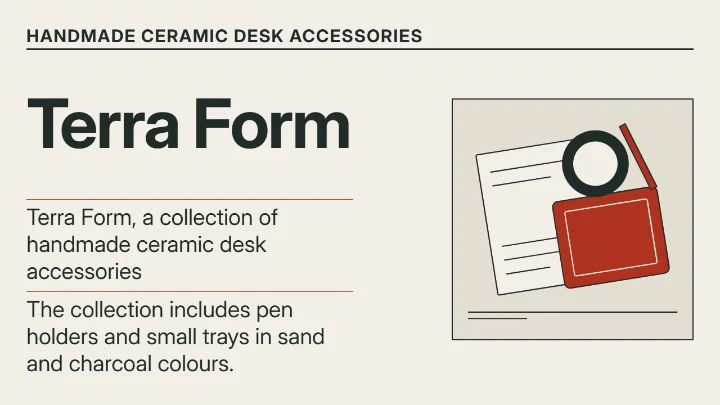 HANDMADE CERAMIC DESK ACCESSORIES
Terra Form
Terra Form, a collection of
handmade ceramic desk
accessories
The collection includes pen
holders and small trays in sand
and charcoal colours.